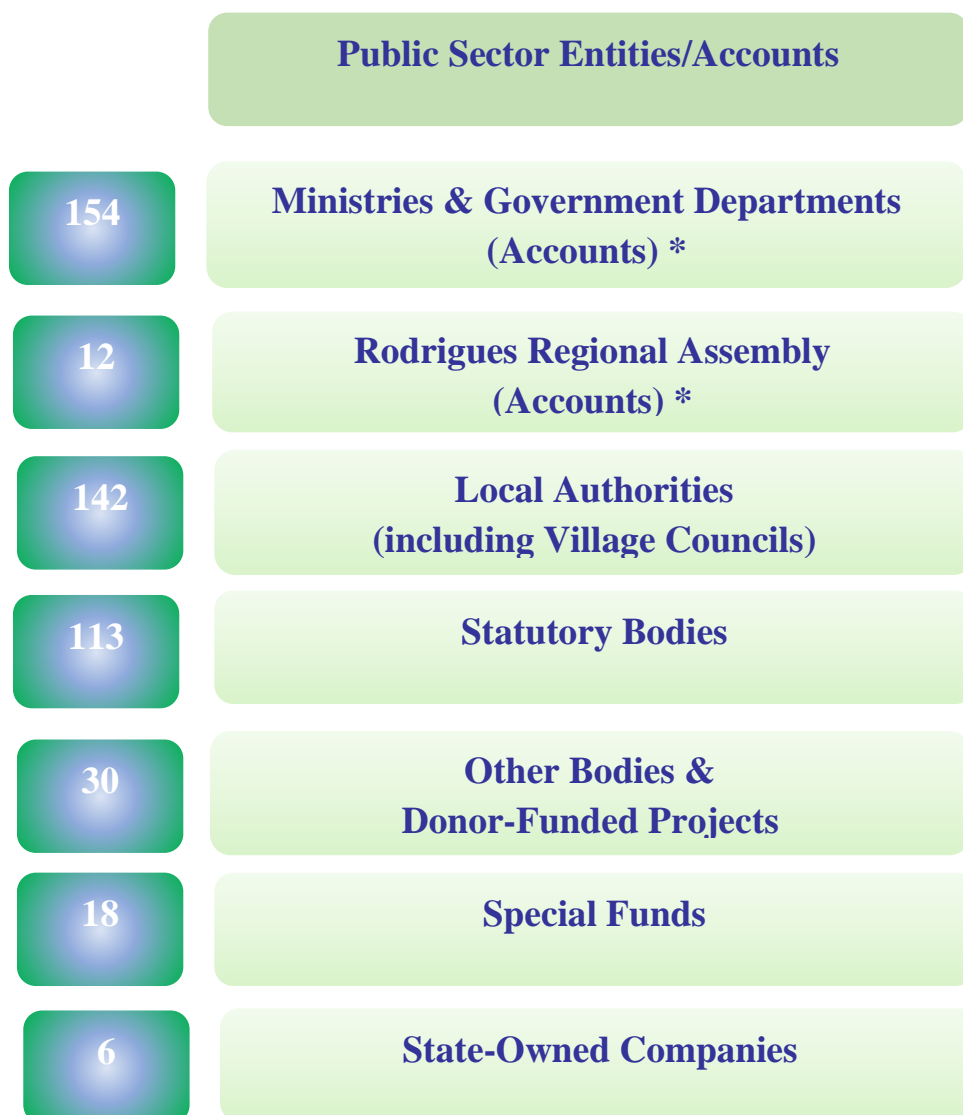 Public Sector Entities/Accounts
154
Ministries & Government Departments
(Accounts) *
12
Rodrigues Regional Assembly
(Accounts) *
142
Local Authorities
(including Village Councils)
113
Statutory Bodies
30
Other Bodies &
Donor-Funded Projects
18
Special Funds
6
State-Owned Companies